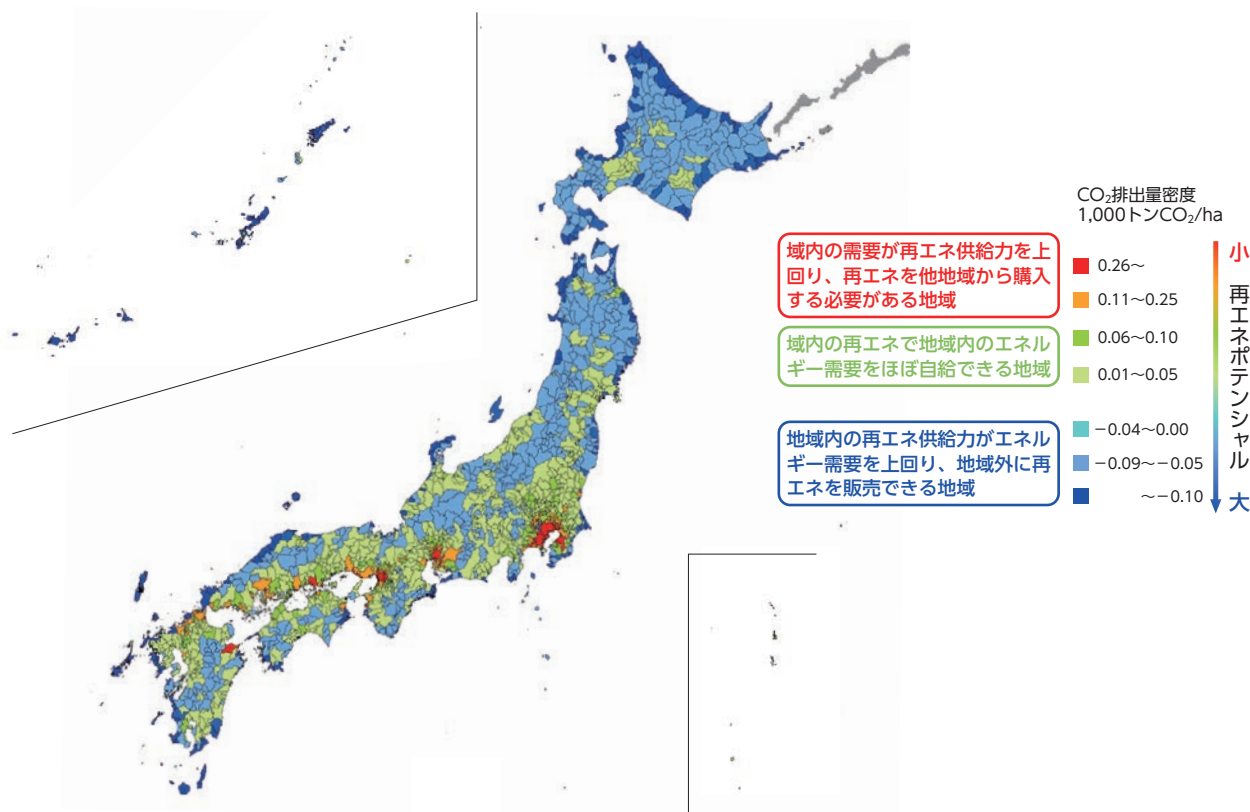 CO₂排出量密度
1,000トンCO₂/ha
域内の需要が再エネ供給力を上
回り、再エネを他地域から購入
する必要がある地域
域内の再エネで地域内のエネル
ギー需要をほぼ自給できる地域
地域内の再エネ供給力がエネル
ギー需要を上回り、地域外に再
エネを販売できる地域
0.26～
0.11～0.25
0.06～0.10
0.01～0.05
−0.04～0.00
−0.09～−0.05
～−0.10
小
再エネポテンシャル
大